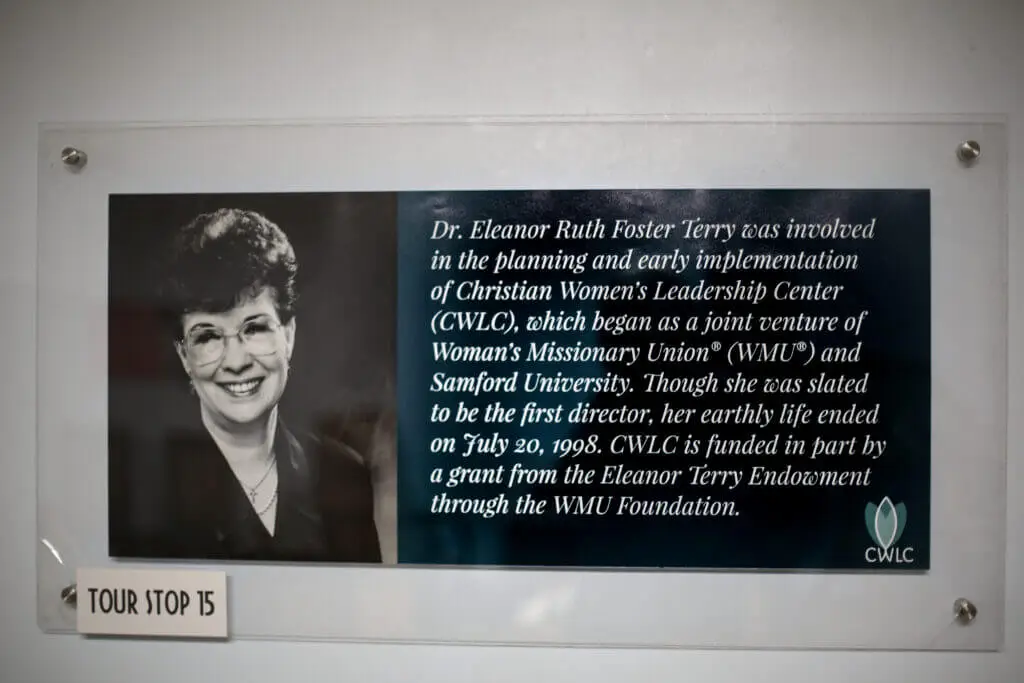 Dr. Eleanor Ruth Foster Terry was involved
in the planning and early implementation
of Christian Women's Leadership Center
(CWLC), which began as a joint venture of
Woman's Missionary Union® (WMU®) and
Samford University. Though she was slated
to be the first director, her earthly life ended
on July 20, 1998. CWLC is funded in part by
a grant from the Eleanor Terry Endowment
through the WMU Foundation.
CWLC
TOUR STOP 15